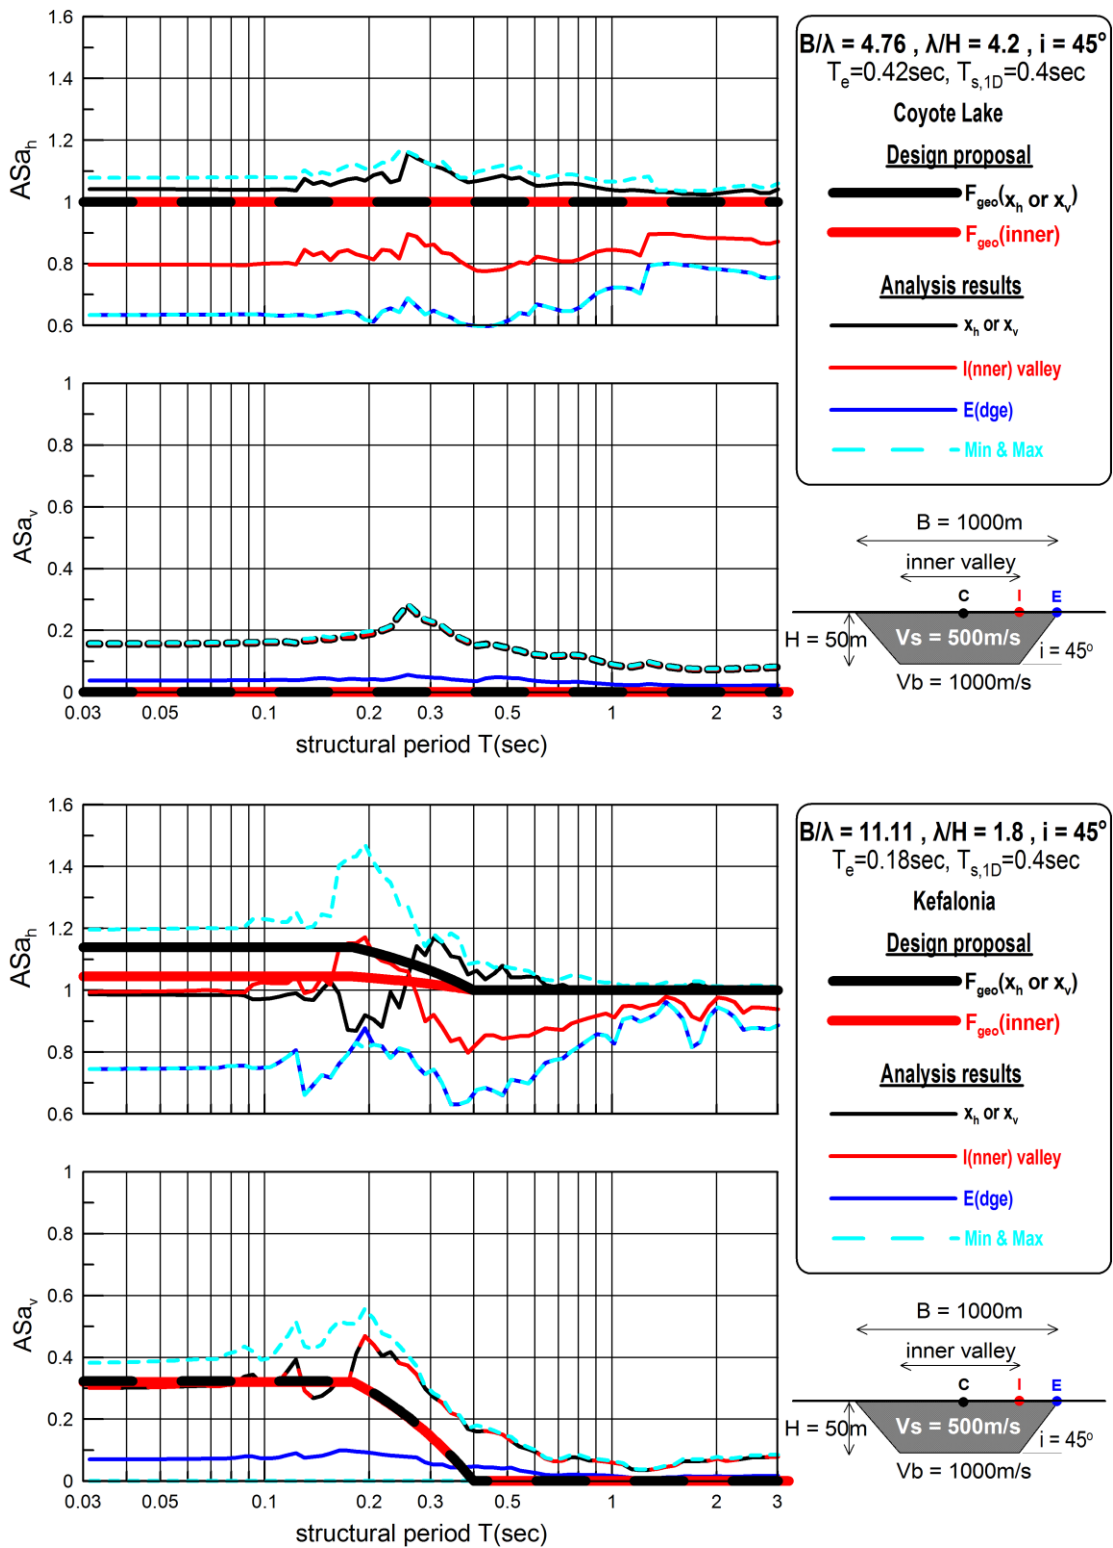 1.6
1.4
1.2
1
0.8
0.6
ASa_h
B/λ = 4.76 , λ/H = 4.2 , i = 45°
T_e=0.42sec, T_s,1D=0.4sec
Coyote Lake
Design proposal
F_geo(x_h or x_v)
F_geo(inner)
Analysis results
x_h or x_v
I(nner) valley
E(dge)
Min & Max
1
0.8
0.6
0.4
0.2
0
ASa_v
0.03 0.05 0.1 0.2 0.3 0.5 1 2 3
structural period T(sec)
B = 1000m
inner valley
C I E
H = 50m Vs = 500m/s i = 45°
Vb = 1000m/s
1.6
1.4
1.2
1
0.8
0.6
ASa_h
B/λ = 11.11 , λ/H = 1.8 , i = 45°
T_e=0.18sec, T_s,1D=0.4sec
Kefalonia
Design proposal
F_geo(x_h or x_v)
F_geo(inner)
Analysis results
x_h or x_v
I(nner) valley
E(dge)
Min & Max
1
0.8
0.6
0.4
0.2
0
ASa_v
0.03 0.05 0.1 0.2 0.3 0.5 1 2 3
structural period T(sec)
B = 1000m
inner valley
C I E
H = 50m Vs = 500m/s i = 45°
Vb = 1000m/s